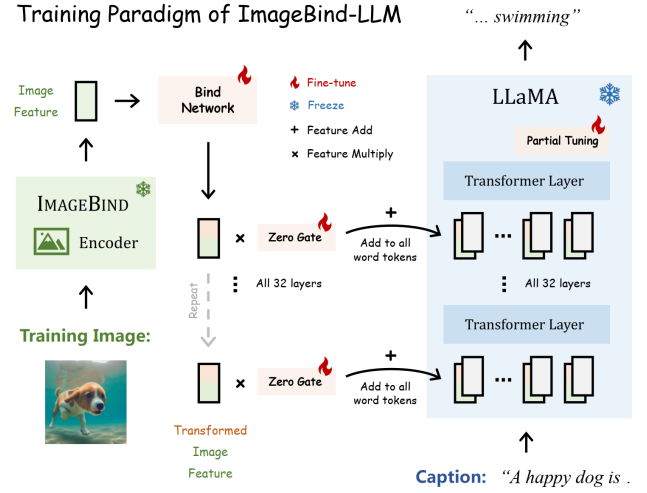 Training Paradigm of ImageBind-LLM
"... swimming"
Image
Feature
Bind
Network
Fine-tune
Freeze
+ Feature Add
× Feature Multiply
LLaMA
Partial Tuning
Transformer Layer
IMAGEBIND
Encoder
× Zero Gate
+
Add to all
word tokens
...
All 32 layers
Repeat
All 32 layers
Transformer Layer
Training Image:
× Zero Gate
+
Add to all
word tokens
...
Transformed
Image
Feature
Caption: "A happy dog is .